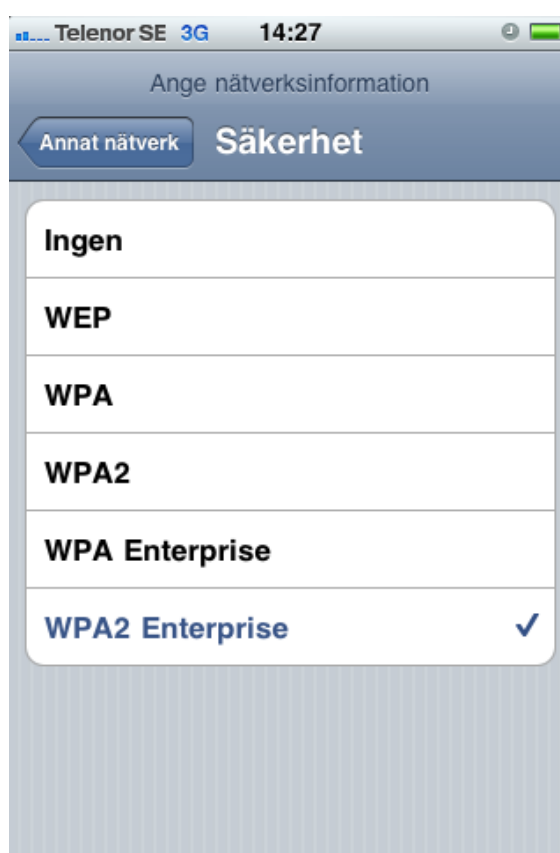 Telenor SE 3G 14:27
Ange nätverksinformation
Annat nätverk Säkerhet
Ingen
WEP
WPA
WPA2
WPA Enterprise
WPA2 Enterprise